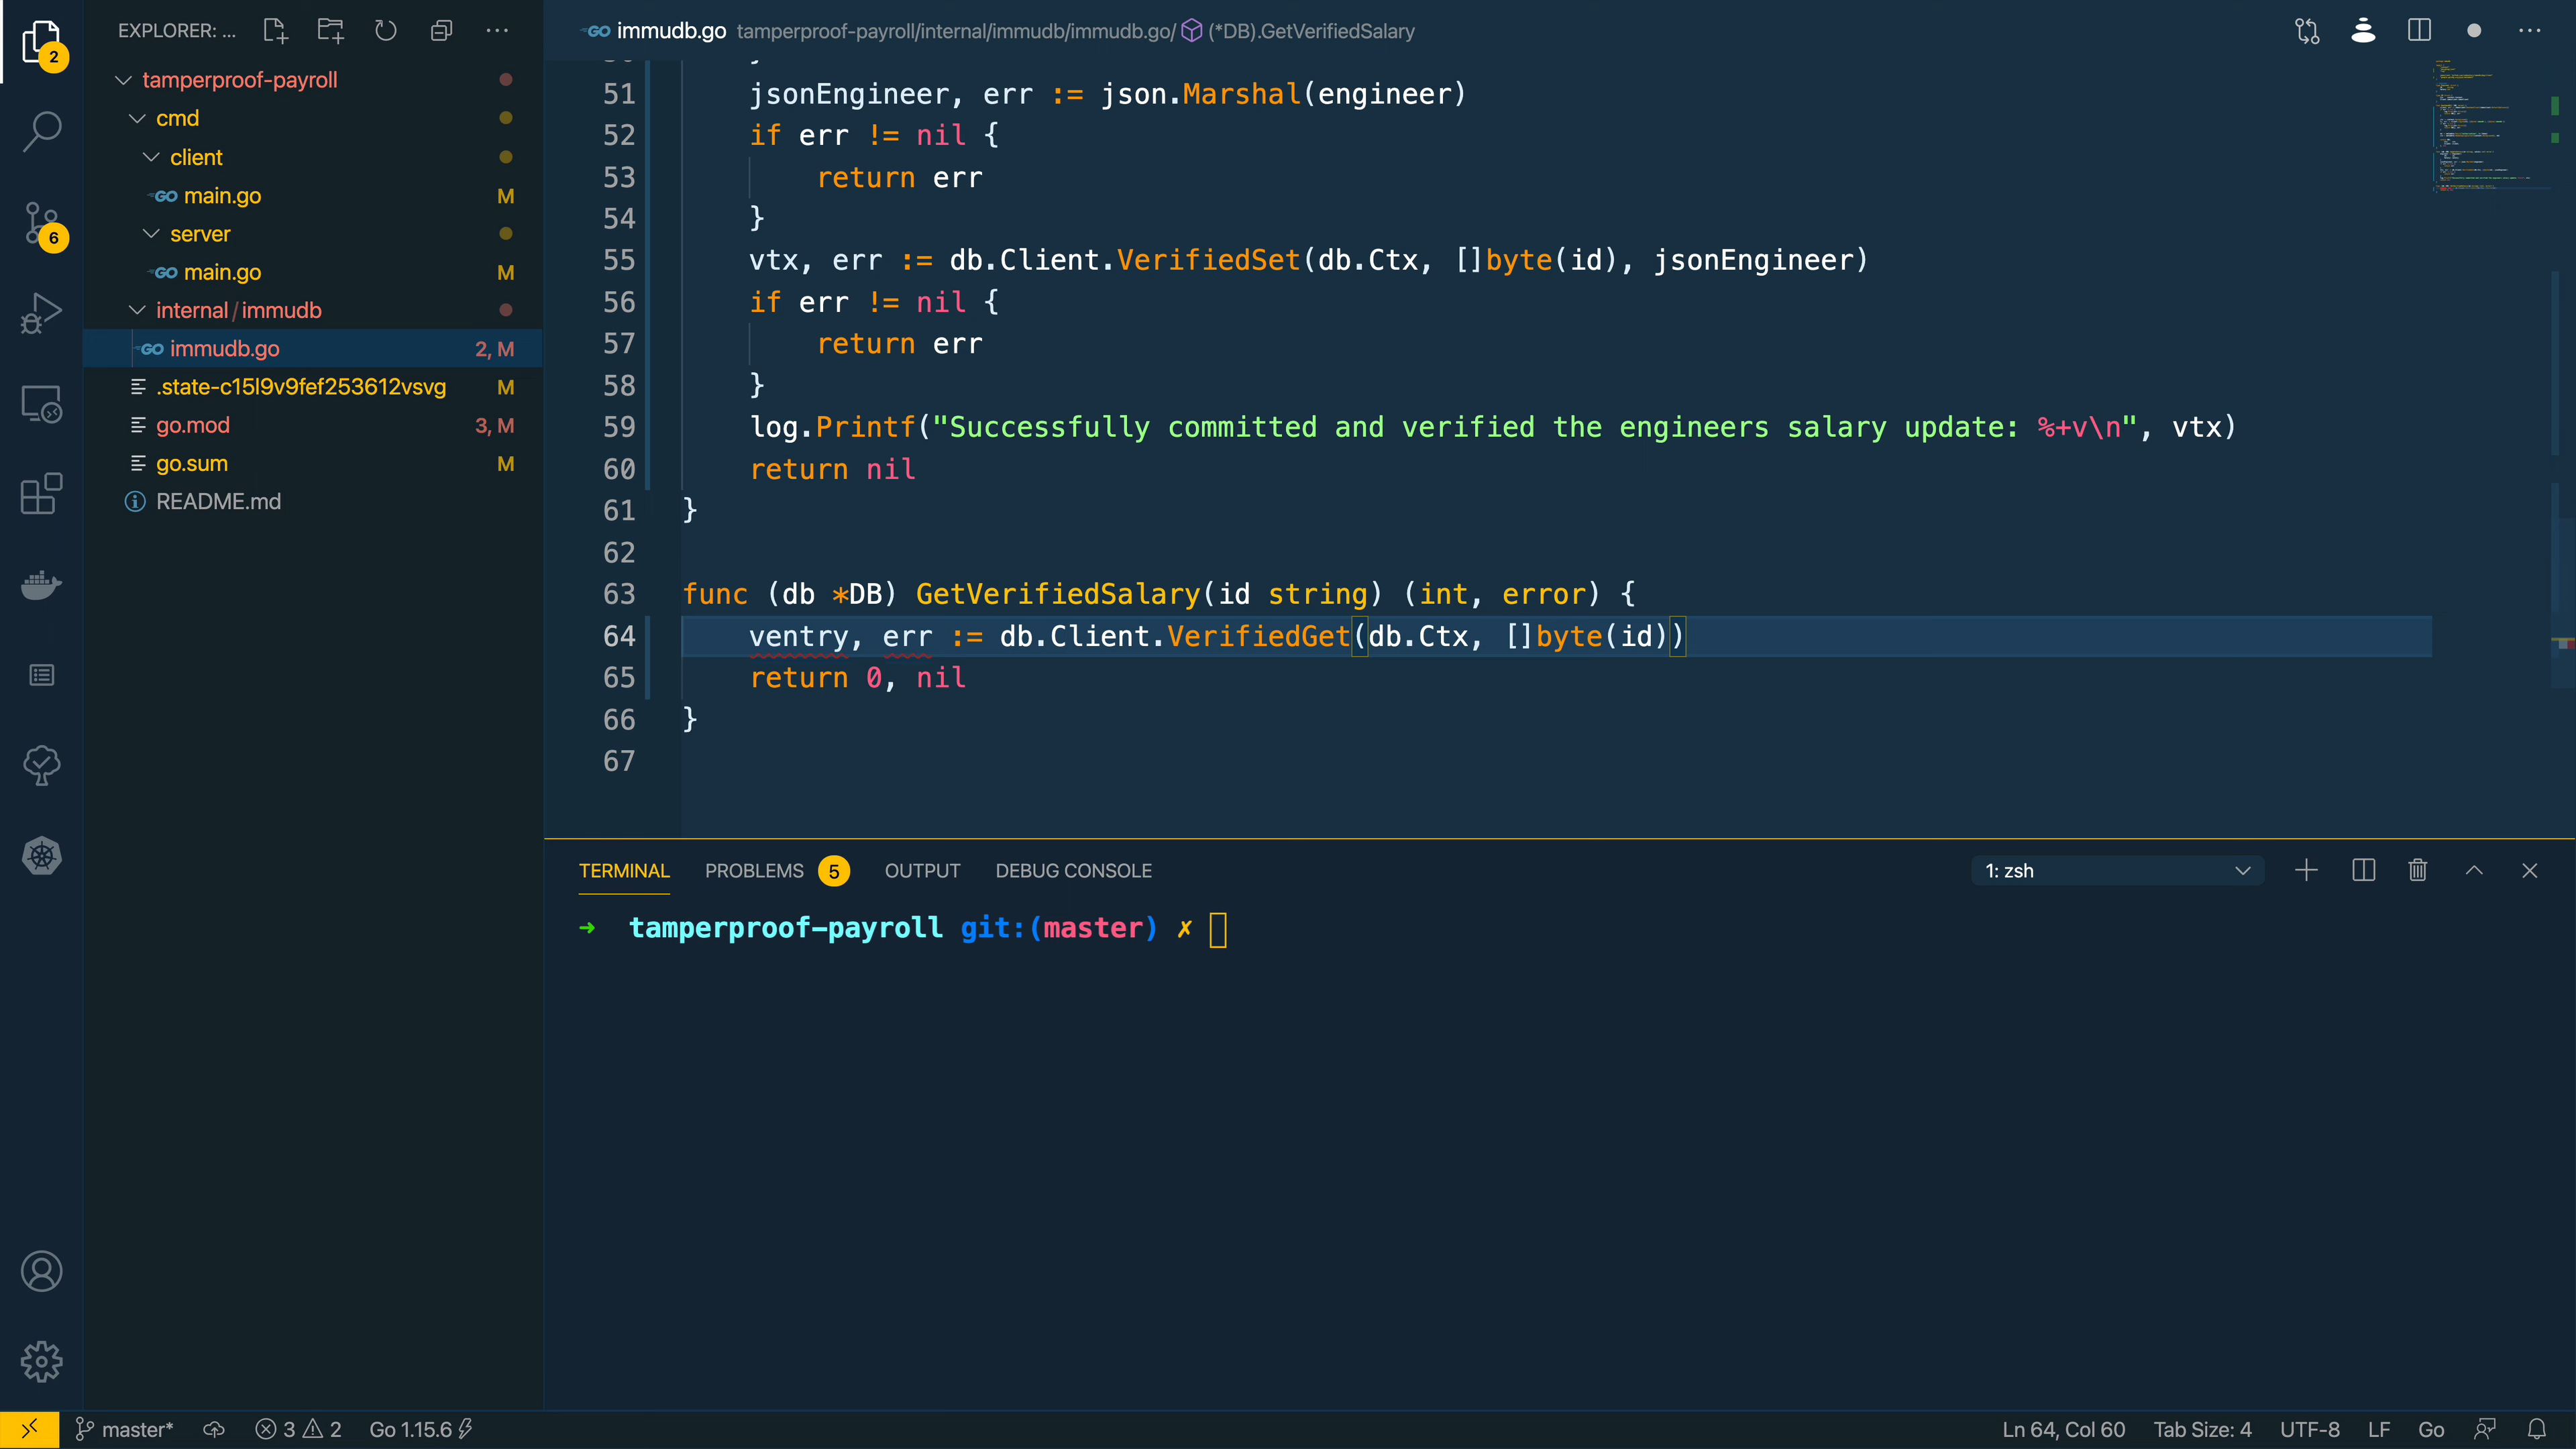 EXPLORER: ...
2
tamperproof-payroll
cmd
client
GO main.go M
server
GO main.go M
internal / immudb
GO immudb.go 2, M
.state-c15l9v9fef253612vsvg M
go.mod 3, M
go.sum M
README.md
6
GO immudb.go tamperproof-payroll/internal/immudb/immudb.go/ (*DB).GetVerifiedSalary
51 jsonEngineer, err := json.Marshal(engineer)
52 if err != nil {
53 return err
54 }
55 vtx, err := db.Client.VerifiedSet(db.Ctx, []byte(id), jsonEngineer)
56 if err != nil {
57 return err
58 }
59 log.Printf("Successfully committed and verified the engineers salary update: %+v\n", vtx)
60 return nil
61 }
62
63 func (db *DB) GetVerifiedSalary(id string) (int, error) {
64 ventry, err := db.Client.VerifiedGet(db.Ctx, []byte(id))
65 return 0, nil
66 }
67
TERMINAL PROBLEMS 5 OUTPUT DEBUG CONSOLE 1: zsh
➜ tamperproof-payroll git:(master) ✗
master* 3 2 Go 1.15.6 Ln 64, Col 60 Tab Size: 4 UTF-8 LF Go